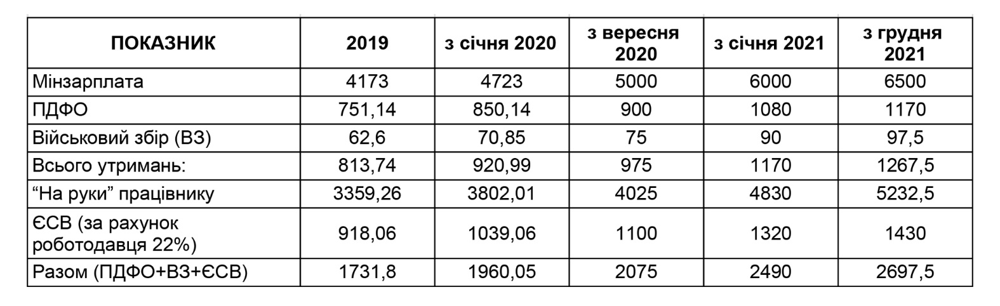 ПОКАЗНИК 2019 з січня 2020 з вересня 2020 з січня 2021 з грудня 2021
Мінзарплата 4173 4723 5000 6000 6500
ПДФО 751,14 850,14 900 1080 1170
Військовий збір (ВЗ) 62,6 70,85 75 90 97,5
Всього утримань: 813,74 920,99 975 1170 1267,5
“На руки” працівнику 3359,26 3802,01 4025 4830 5232,5
ЄСВ (за рахунок
роботодавця 22%) 918,06 1039,06 1100 1320 1430
Разом (ПДФО+ВЗ+ЄСВ) 1731,8 1960,05 2075 2490 2697,5